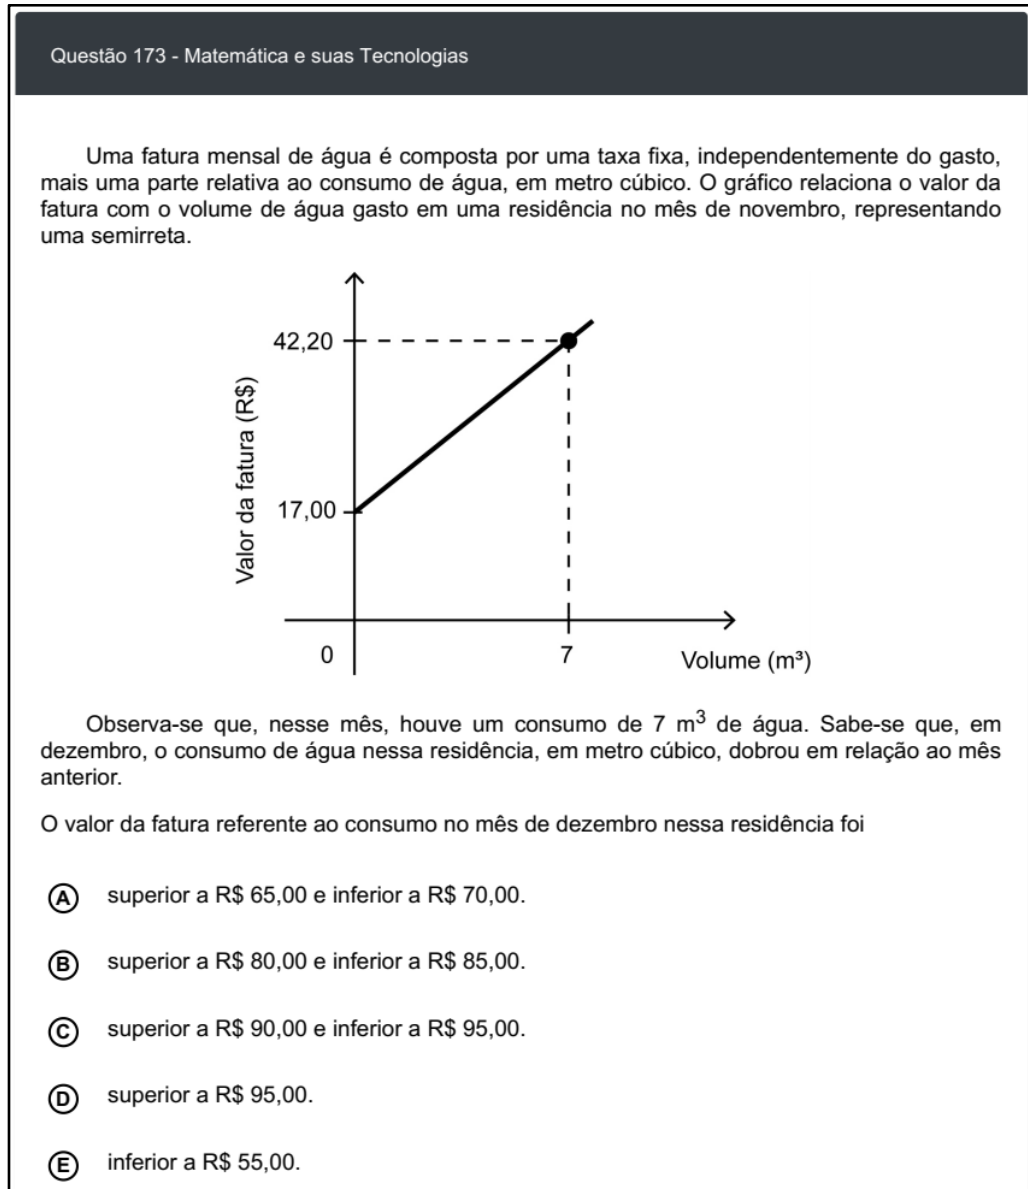 Questão 173 - Matemática e suas Tecnologias
Uma fatura mensal de água é composta por uma taxa fixa, independentemente do gasto,
mais uma parte relativa ao consumo de água, em metro cúbico. O gráfico relaciona o valor da
fatura com o volume de água gasto em uma residência no mês de novembro, representando
uma semirreta.
42,20
Valor da fatura (R$)
17,00
0
7
Volume (m³)
Observa-se que, nesse mês, houve um consumo de 7 m³ de água. Sabe-se que, em
dezembro, o consumo de água nessa residência, em metro cúbico, dobrou em relação ao mês
anterior.
O valor da fatura referente ao consumo no mês de dezembro nessa residência foi
A superior a R$ 65,00 e inferior a R$ 70,00.
B superior a R$ 80,00 e inferior a R$ 85,00.
C superior a R$ 90,00 e inferior a R$ 95,00.
D superior a R$ 95,00.
E inferior a R$ 55,00.